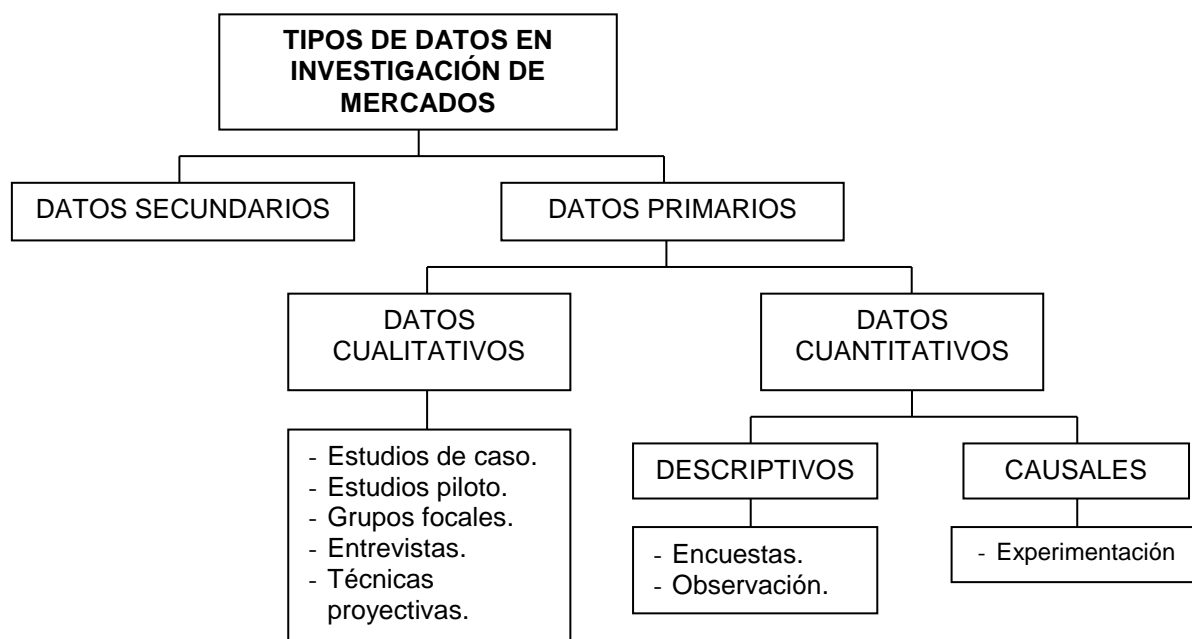 TIPOS DE DATOS EN
INVESTIGACIÓN DE
MERCADOS
DATOS SECUNDARIOS
DATOS PRIMARIOS
DATOS
CUALITATIVOS
DATOS
CUANTITATIVOS
- Estudios de caso.
- Estudios piloto.
- Grupos focales.
- Entrevistas.
- Técnicas
proyectivas.
DESCRIPTIVOS
CAUSALES
- Encuestas.
- Observación.
- Experimentación